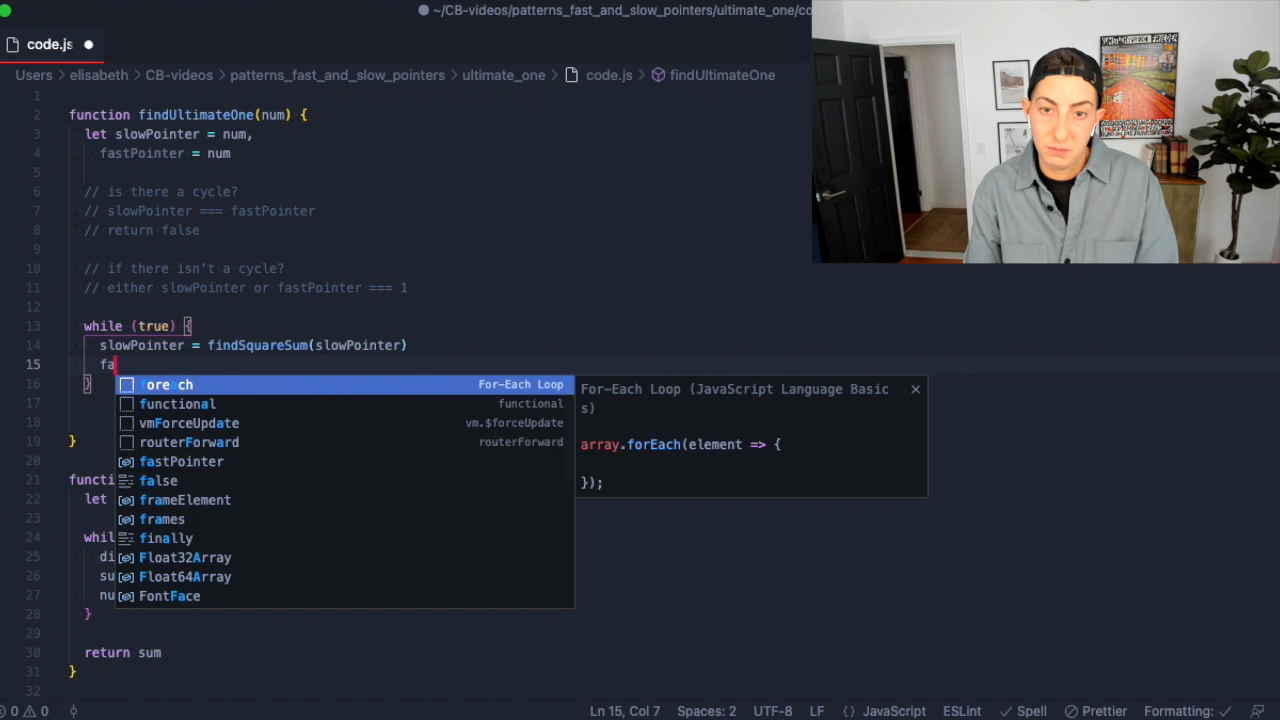 ~/CB-videos/patterns_fast_and_slow_pointers/ultimate_one/co
code.js
Users > elisabeth > CB-videos > patterns_fast_and_slow_pointers > ultimate_one > code.js > findUltimateOne
1
2 function findUltimateOne(num) {
3 let slowPointer = num,
4 fastPointer = num
5
6 // is there a cycle?
7 // slowPointer === fastPointer
8 // return false
9
10 // if there isn't a cycle?
11 // either slowPointer or fastPointer === 1
12
13 while (true) {
14 slowPointer = findSquareSum(slowPointer)
15 fa
16 }
foreach For-Each Loop
functional functional
vmForceUpdate vm.$forceUpdate
routerForward routerForward
fastPointer
false
frameElement
frames
finally
Float32Array
Float64Array
FontFace
For-Each Loop (JavaScript Language Basic
s)
array.forEach(element => {
});
17
18
19 }
20
21 functi
22 let
23
24 whil
25 di
26 su
27 nu
28 }
29
30 return sum
31 }
32
0 0 Ln 15, Col 7 Spaces: 2 UTF-8 LF {} JavaScript ESLint Spell Prettier Formatting: ✓